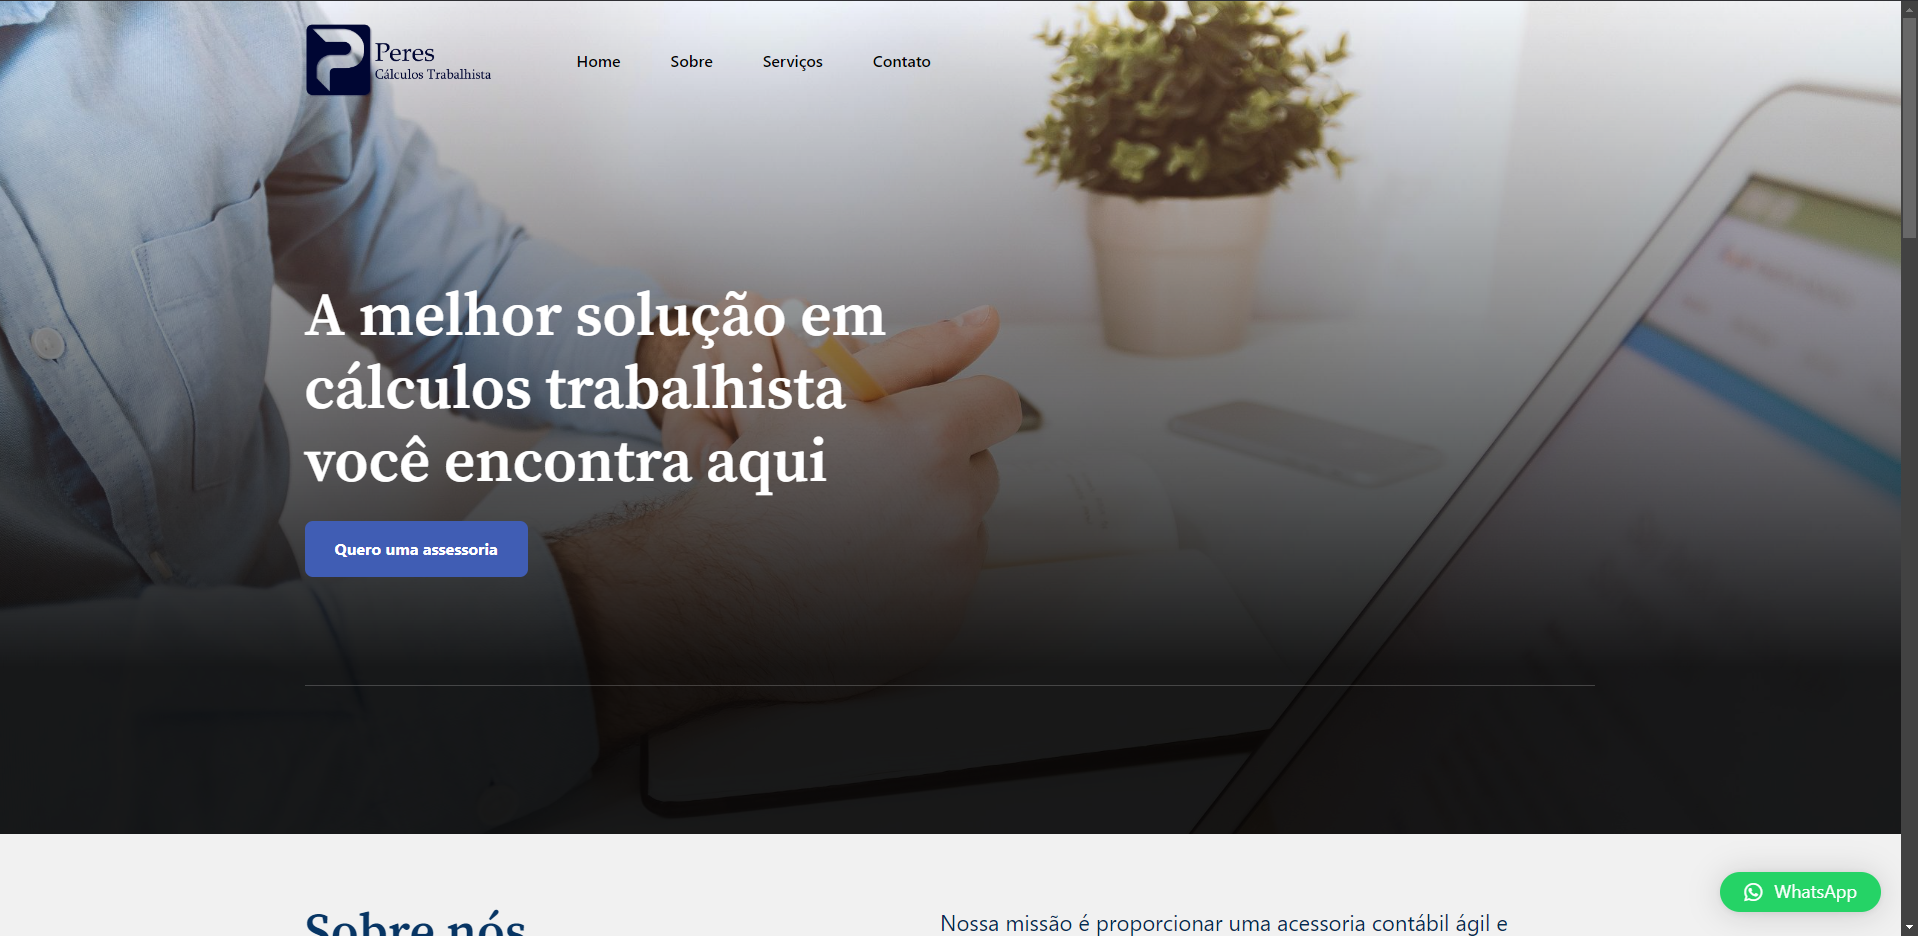 Peres
Cálculos Trabalhista
Home
Sobre
Serviços
Contato
A melhor solução em
cálculos trabalhista
você encontra aqui
Quero uma assessoria
Sobre nós
Nossa missão é proporcionar uma acessoria contábil ágil e
WhatsApp